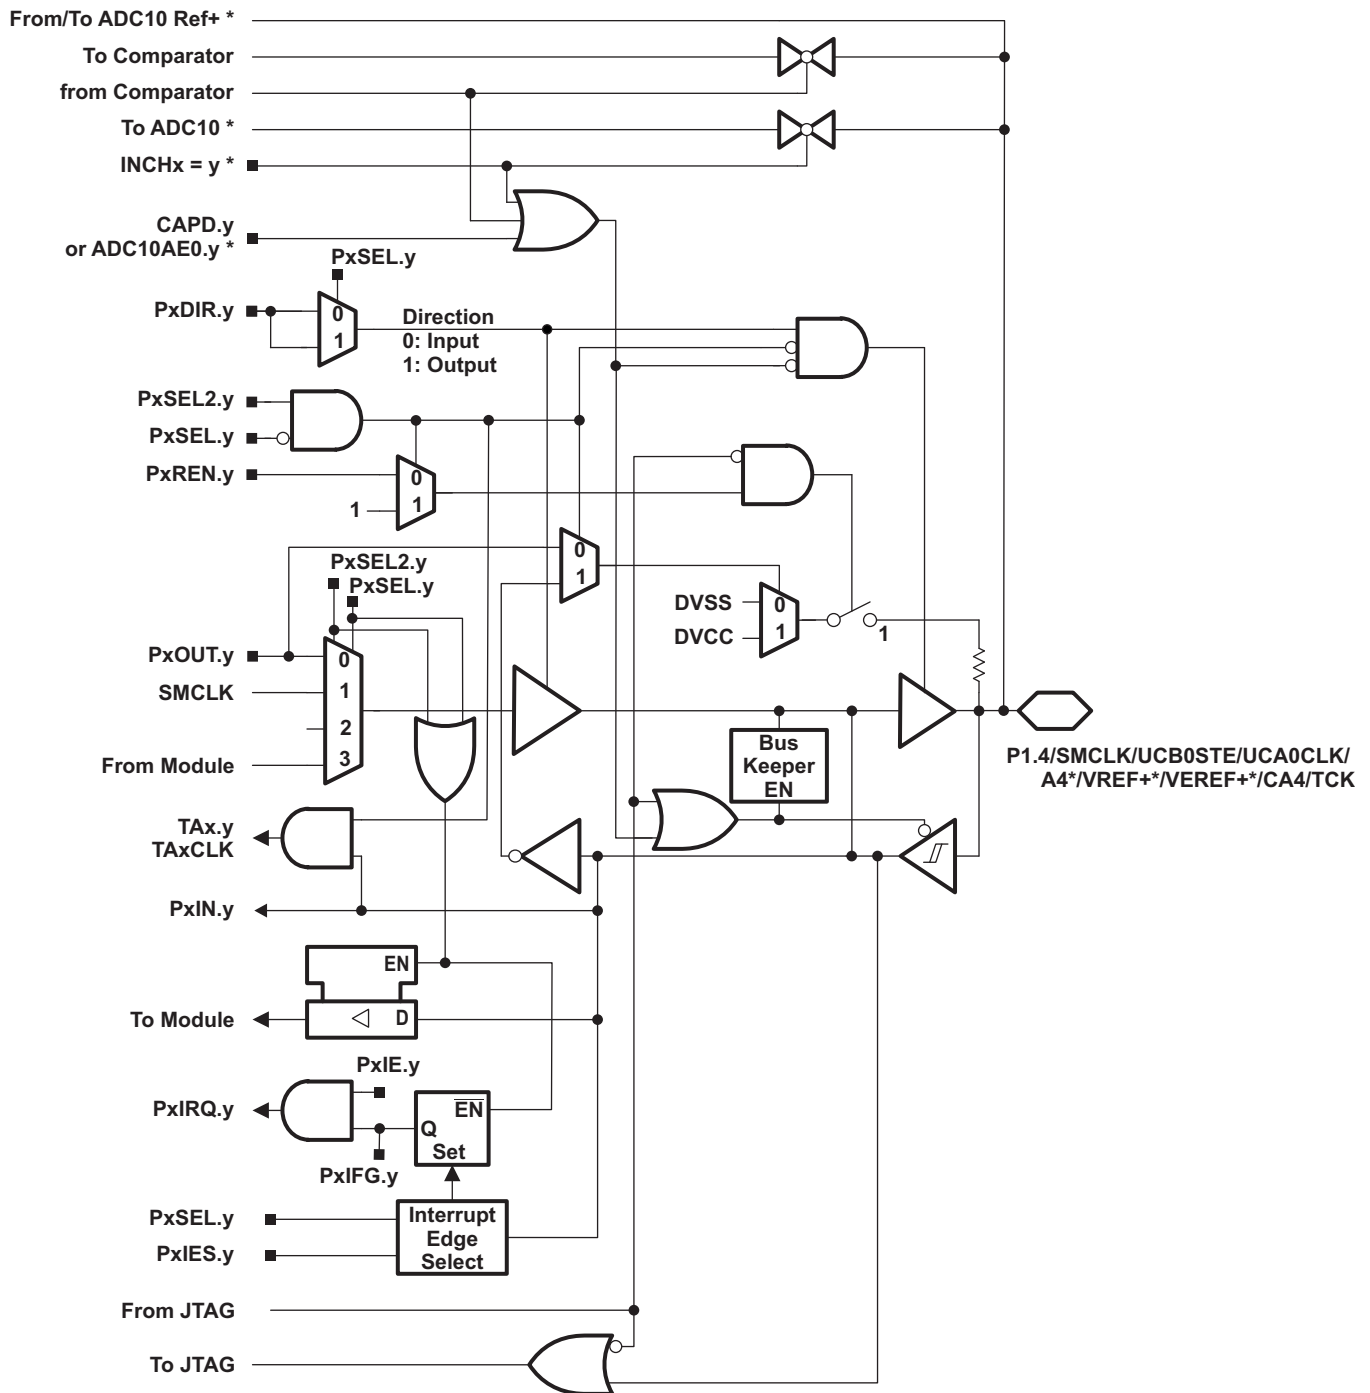 From/To ADC10 Ref+ *
To Comparator
from Comparator
To ADC10 *
INCHx = y *
CAPD.y
or ADC10AE0.y *
PxSEL.y
PxDIR.y
0
1
Direction
0: Input
1: Output
PxSEL2.y
PxSEL.y
PxREN.y
0
1
1
0
1
PxSEL2.y
PxSEL.y
DVSS
DVCC
0
1
1
PxOUT.y
SMCLK
From Module
0
1
2
3
Bus
Keeper
EN
P1.4/SMCLK/UCB0STE/UCA0CLK/
A4*/VREF+*/VEREF+*/CA4/TCK
TAx.y
TAxCLK
PxIN.y
EN
D
To Module
PxIE.y
PxIRQ.y
EN
Q
Set
PxIFG.y
PxSEL.y
PxIES.y
Interrupt
Edge
Select
From JTAG
To JTAG